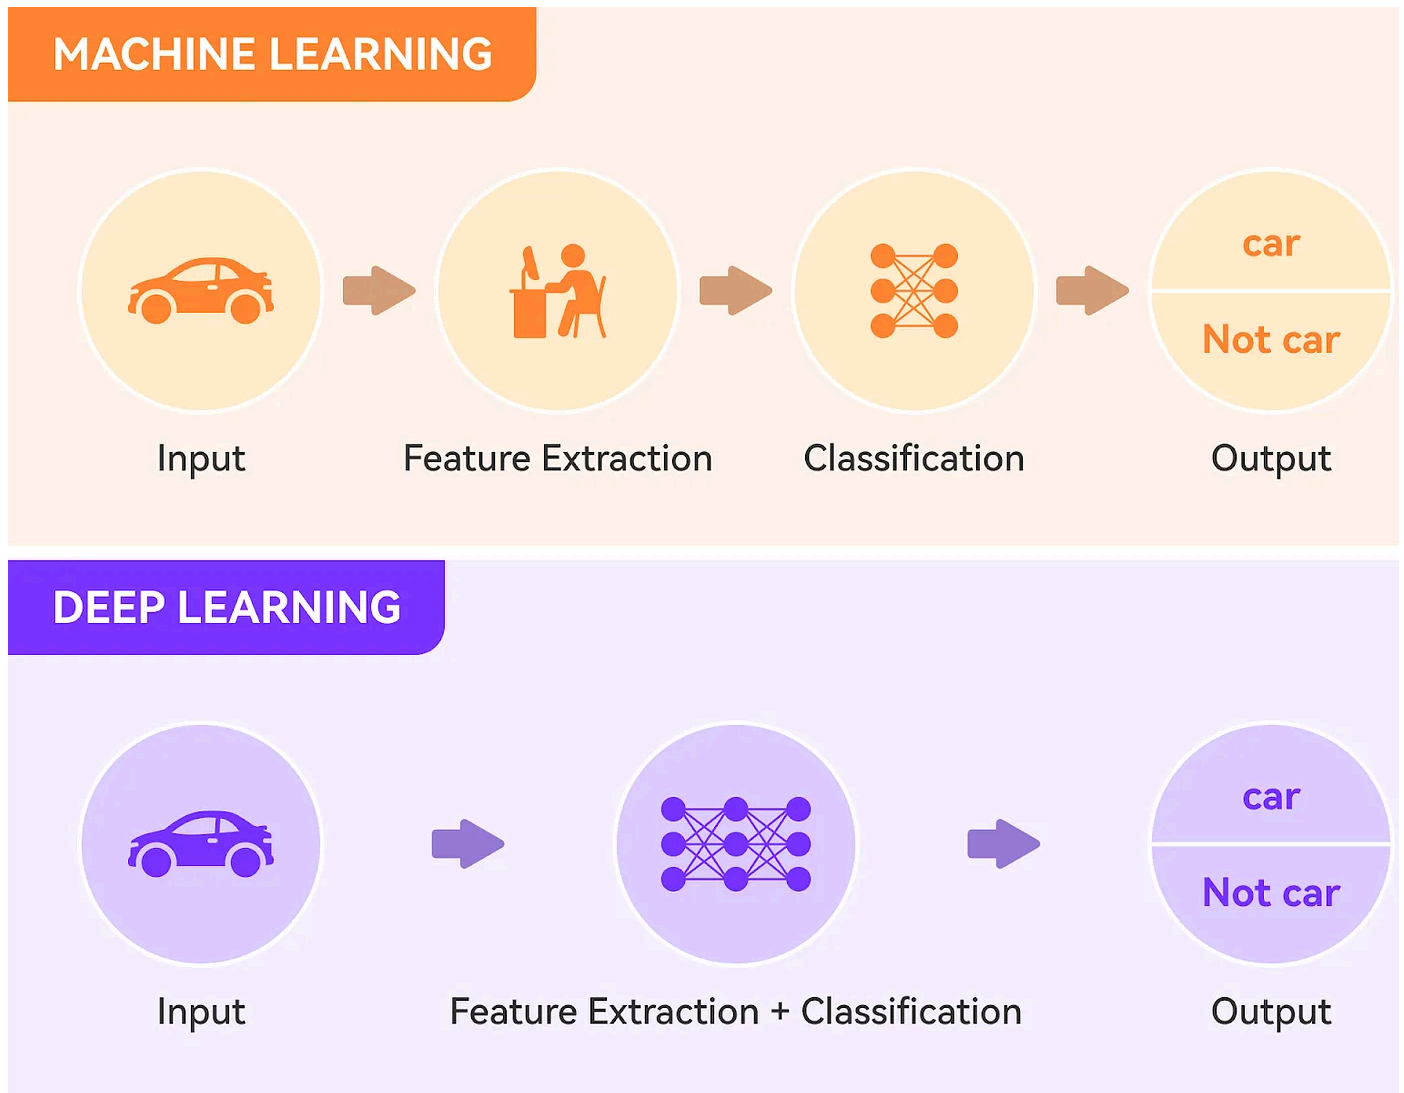 MACHINE LEARNING
car
Not car
Input
Feature Extraction
Classification
Output
DEEP LEARNING
car
Not car
Input
Feature Extraction + Classification
Output